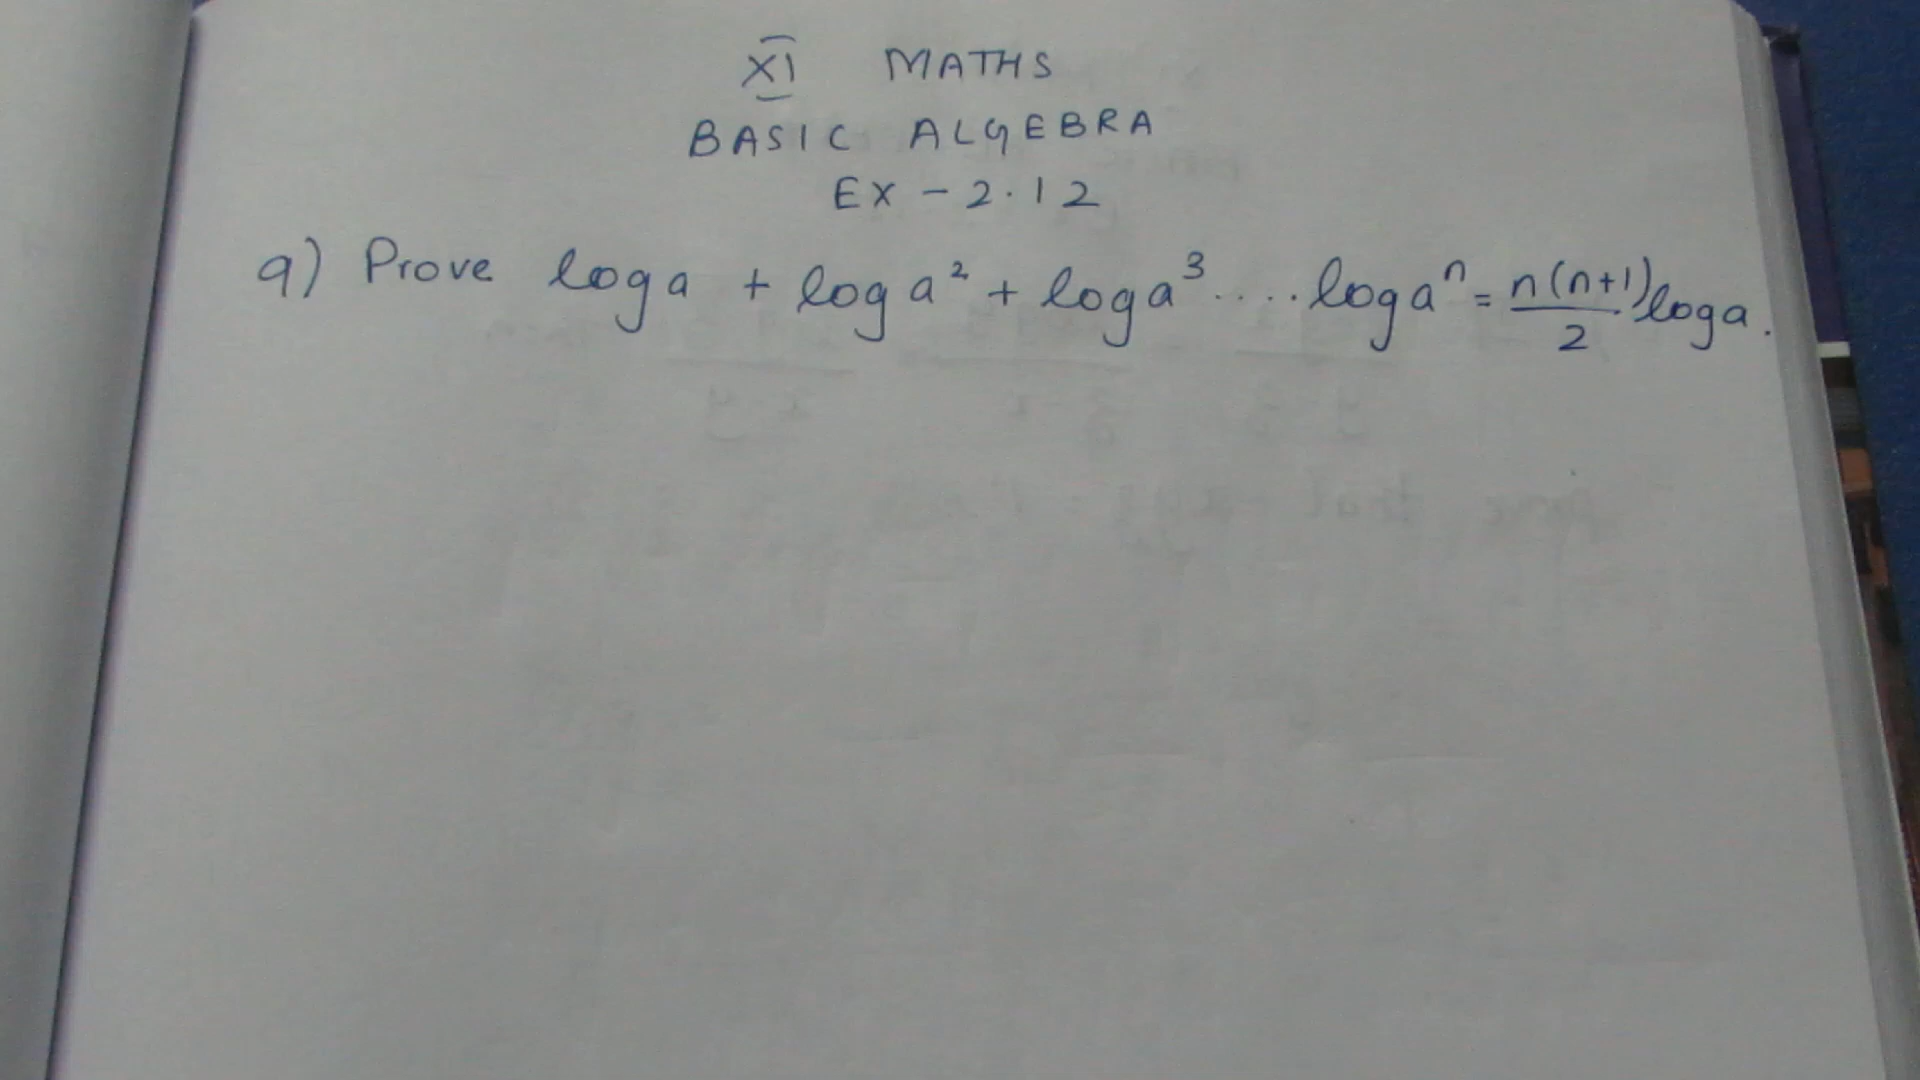 XI MATHS
BASIC ALGEBRA
EX - 2.12
9) Prove log a + log a² + log a³.... log aⁿ = n(n+1)/2 log a.